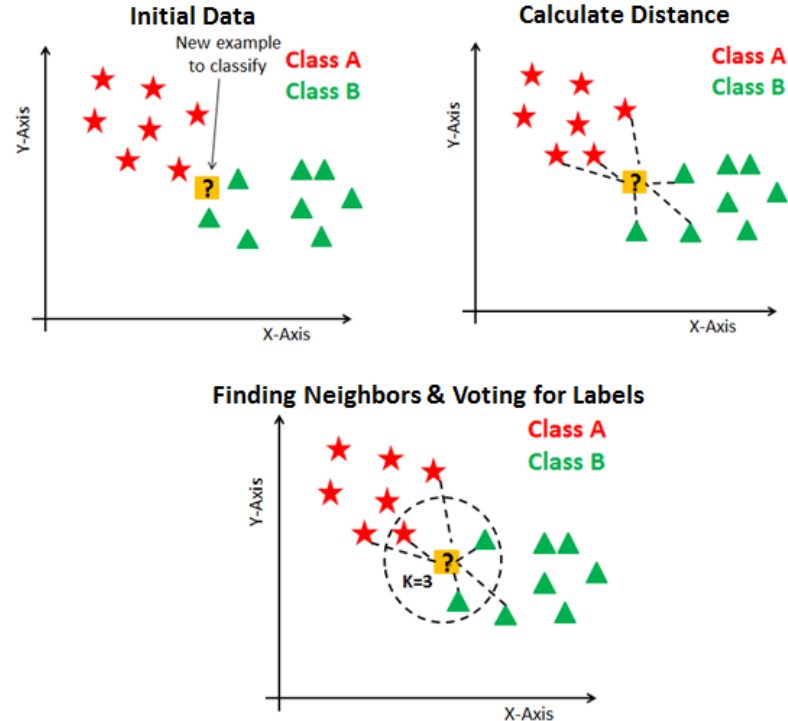 Initial Data
New example
to classify
Class A
Class B
Y-Axis
?
X-Axis
Calculate Distance
Class A
Class B
Y-Axis
?
X-Axis
Finding Neighbors & Voting for Labels
Class A
Class B
Y-Axis
?
K=3
X-Axis